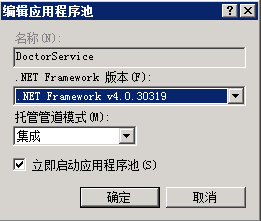 编辑应用程序池
名称(N):
DoctorService
.NET Framework 版本(F):
.NET Framework v4.0.30319
托管管道模式(M):
集成
立即启动应用程序池(S)
确定 取消